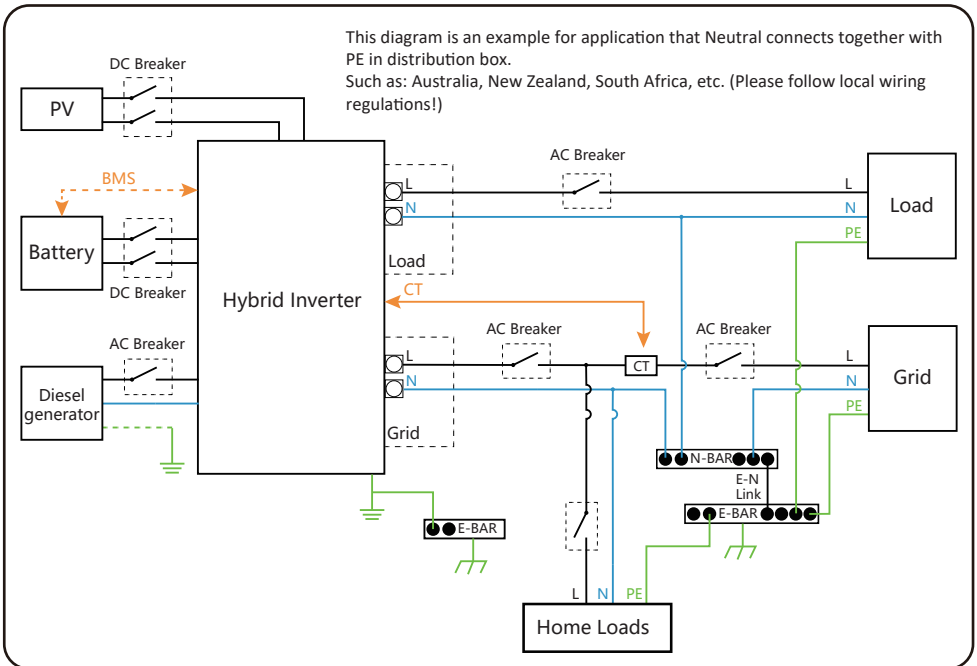 This diagram is an example for application that Neutral connects together with
PE in distribution box.
Such as: Australia, New Zealand, South Africa, etc. (Please follow local wiring
regulations!)
DC Breaker
PV
BMS
Battery
DC Breaker
AC Breaker
Diesel
generator
Hybrid Inverter
L
N
Load
AC Breaker
L
N
PE
Load
CT
AC Breaker
CT
AC Breaker
L
N
Grid
L
N
PE
Grid
N-BAR
E-N
Link
E-BAR
E-BAR
L
N
PE
Home Loads